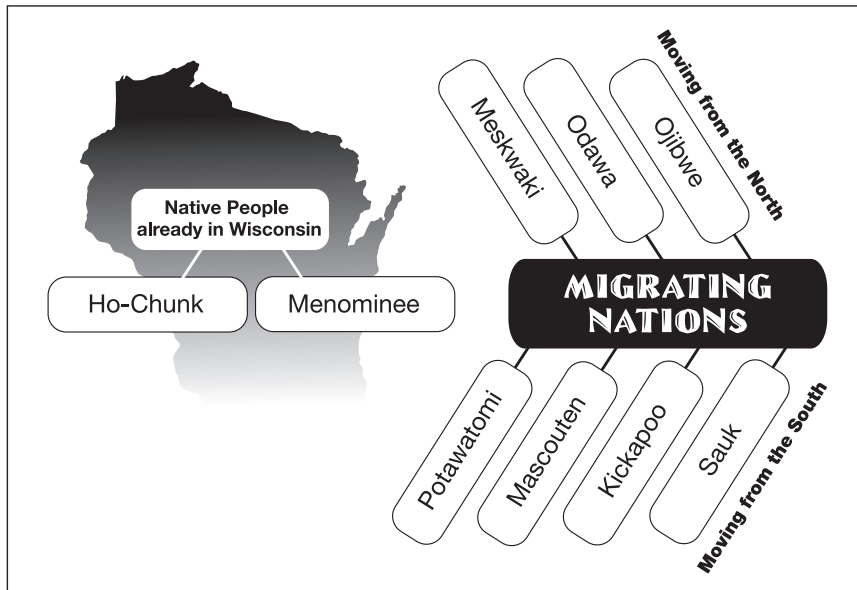 Native People
already in Wisconsin
Ho-Chunk
Menominee
Meskwaki
Odawa
Ojibwe
Moving from the North
MIGRATING
NATIONS
Potawatomi
Mascouten
Kickapoo
Sauk
Moving from the South